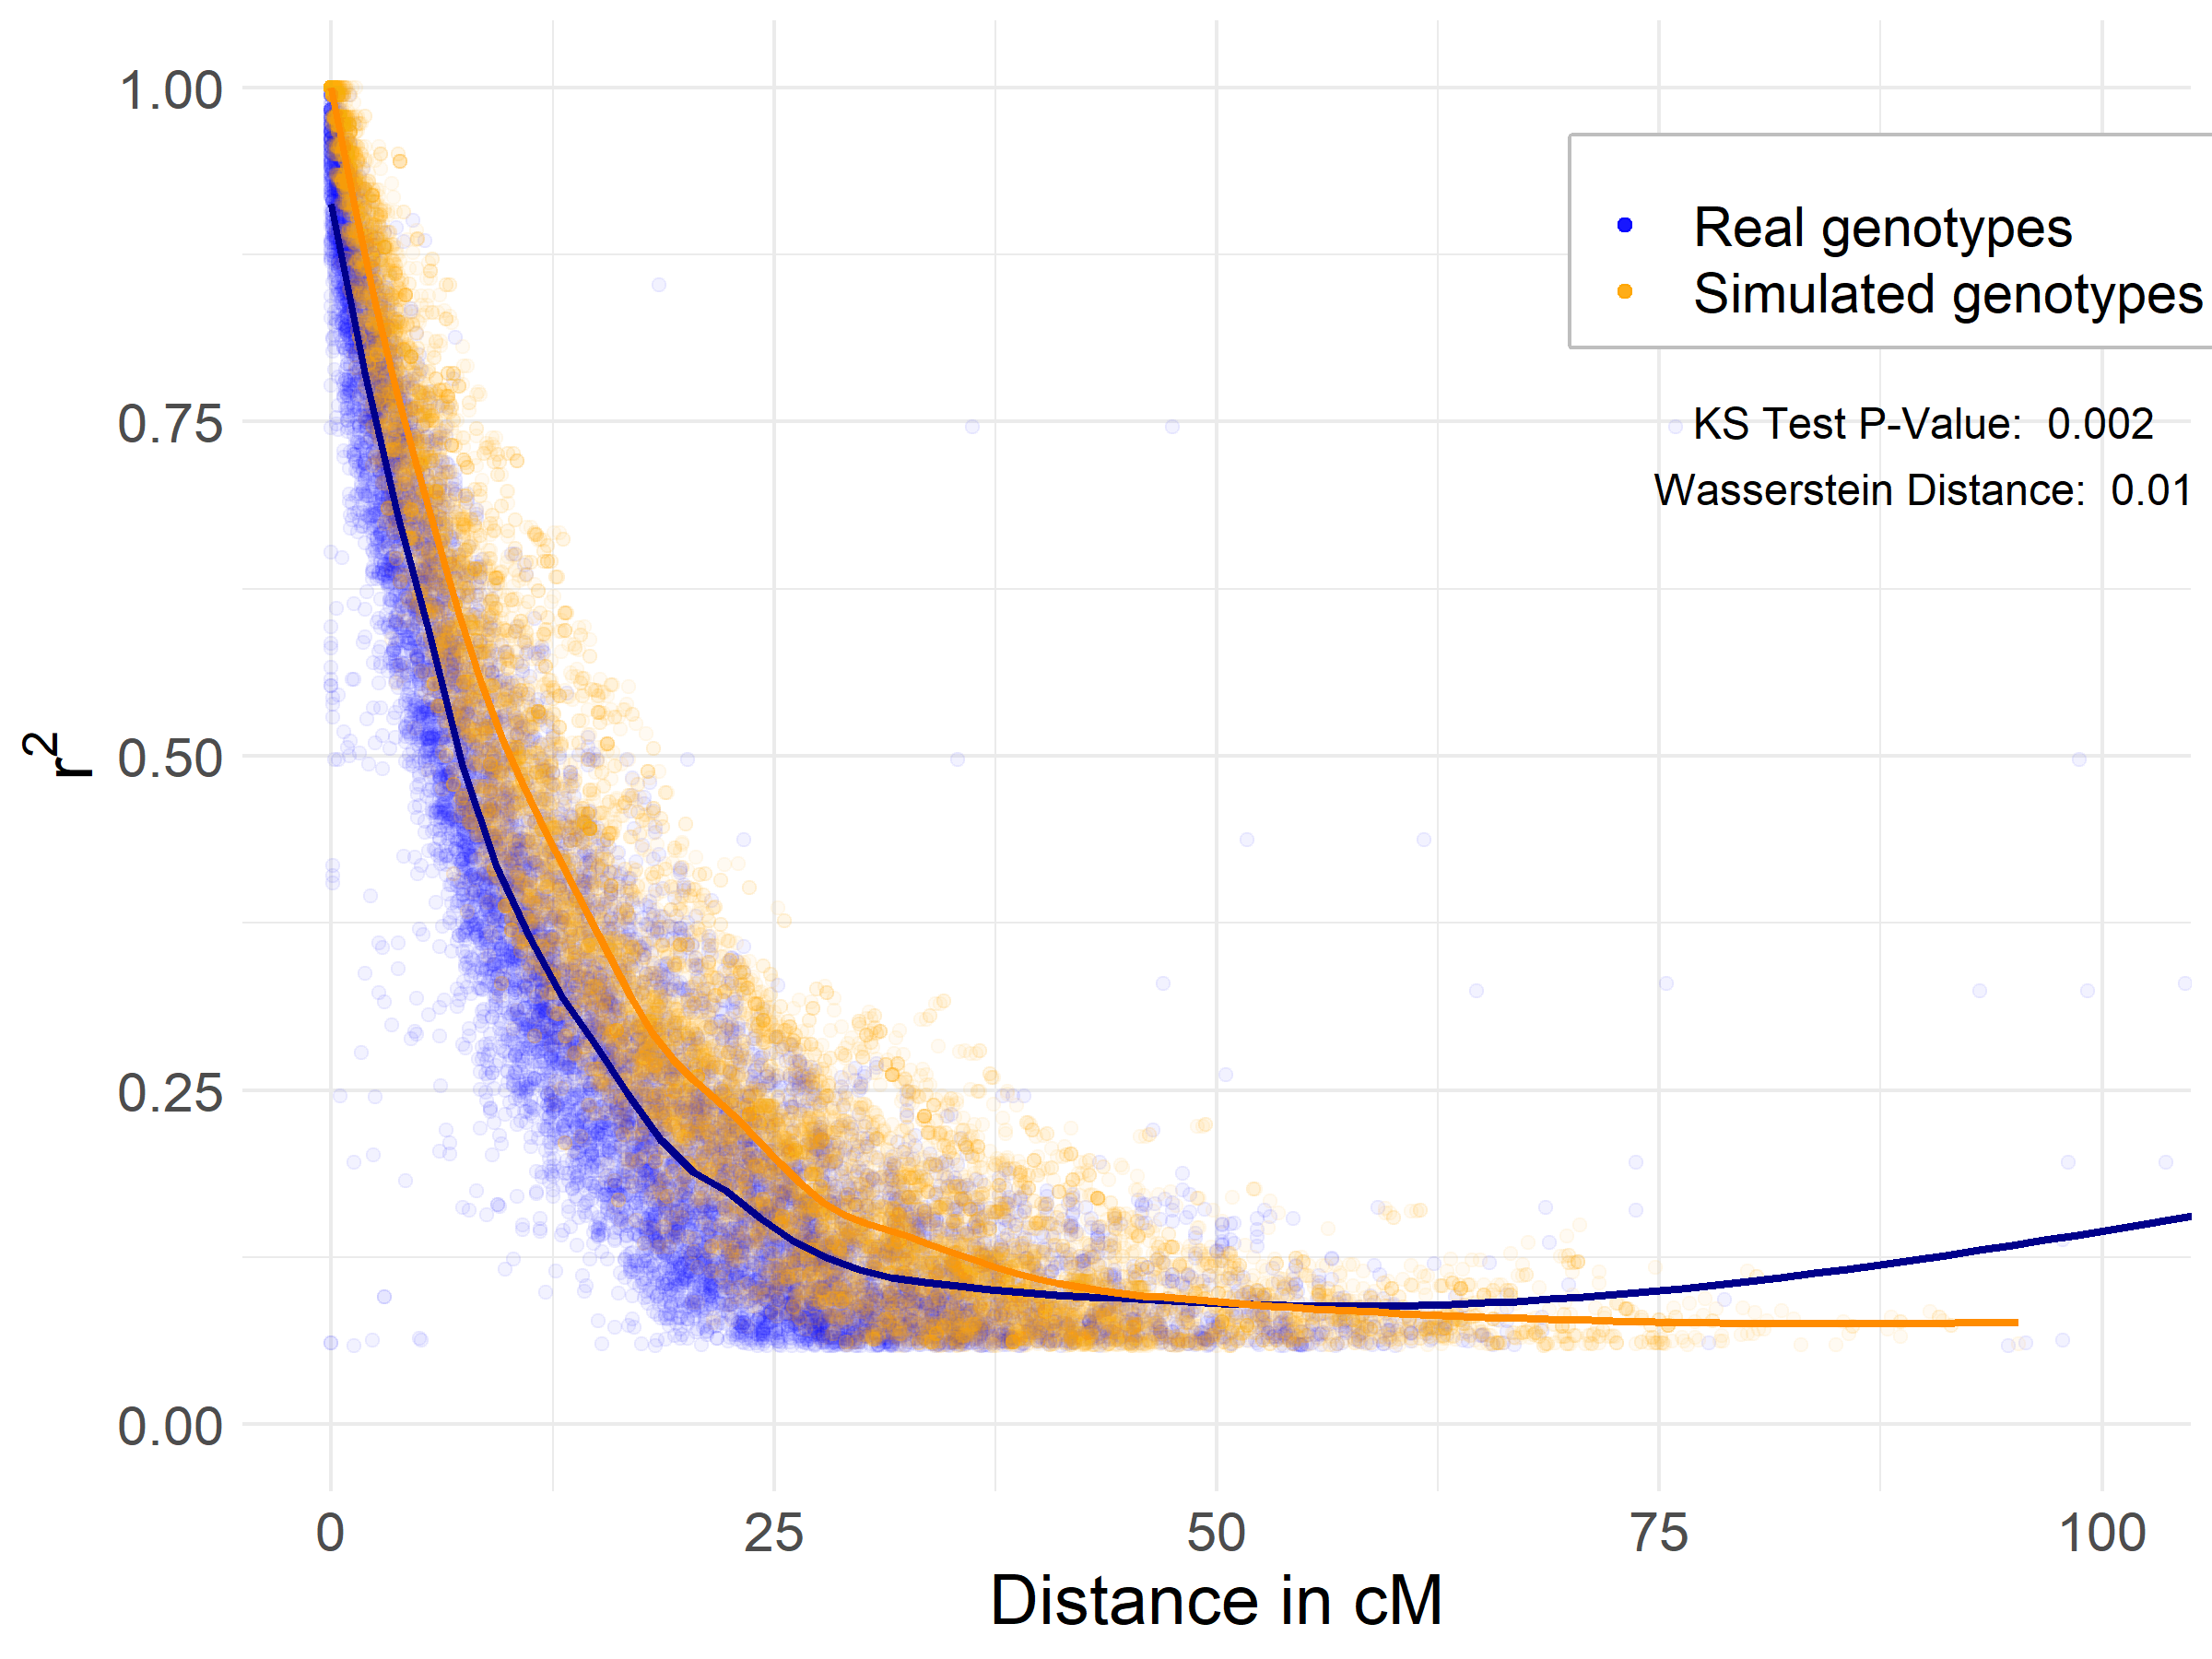 1.00
0.75
0.50
0.25
0.00
r²
0
25
50
75
100
Distance in cM
Real genotypes
Simulated genotypes
KS Test P-Value: 0.002
Wasserstein Distance: 0.01